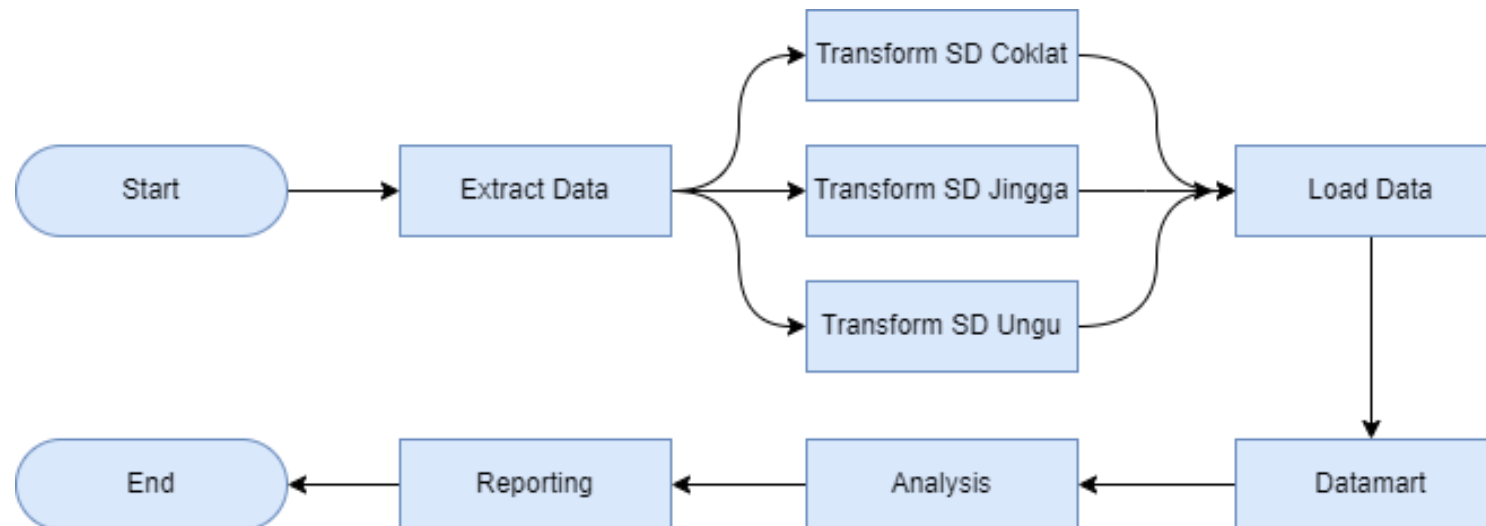 Start
Extract Data
Transform SD Coklat
Transform SD Jingga
Transform SD Ungu
Load Data
Datamart
Analysis
Reporting
End